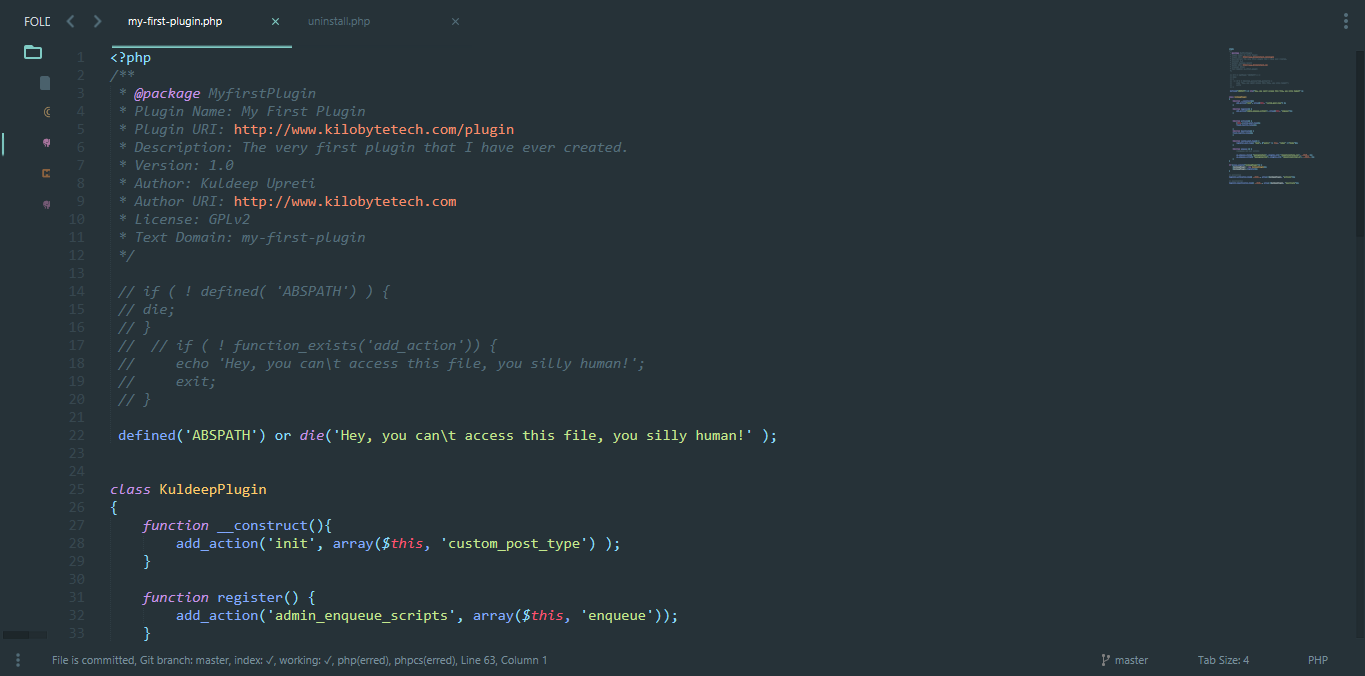 FOLD
my-first-plugin.php
uninstall.php
1 <?php
2 /**
3 * @package MyfirstPlugin
4 * Plugin Name: My First Plugin
5 * Plugin URI: http://www.kilobytetech.com/plugin
6 * Description: The very first plugin that I have ever created.
7 * Version: 1.0
8 * Author: Kuldeep Upreti
9 * Author URI: http://www.kilobytetech.com
10 * License: GPLv2
11 * Text Domain: my-first-plugin
12 */
13
14 // if ( ! defined( 'ABSPATH') ) {
15 // die;
16 // }
17 //  // if ( ! function_exists('add_action')) {
18 //     echo 'Hey, you can\t access this file, you silly human!';
19 //     exit;
20 // }
21
22 defined('ABSPATH') or die('Hey, you can\t access this file, you silly human!' );
23
24
25 class KuldeepPlugin
26 {
27     function __construct(){
28         add_action('init', array($this, 'custom_post_type') );
29     }
30
31     function register() {
32         add_action('admin_enqueue_scripts', array($this, 'enqueue'));
33     }
File is committed, Git branch: master, index: ✓, working: ✓, php(erred), phpcs(erred), Line 63, Column 1
master
Tab Size: 4
PHP